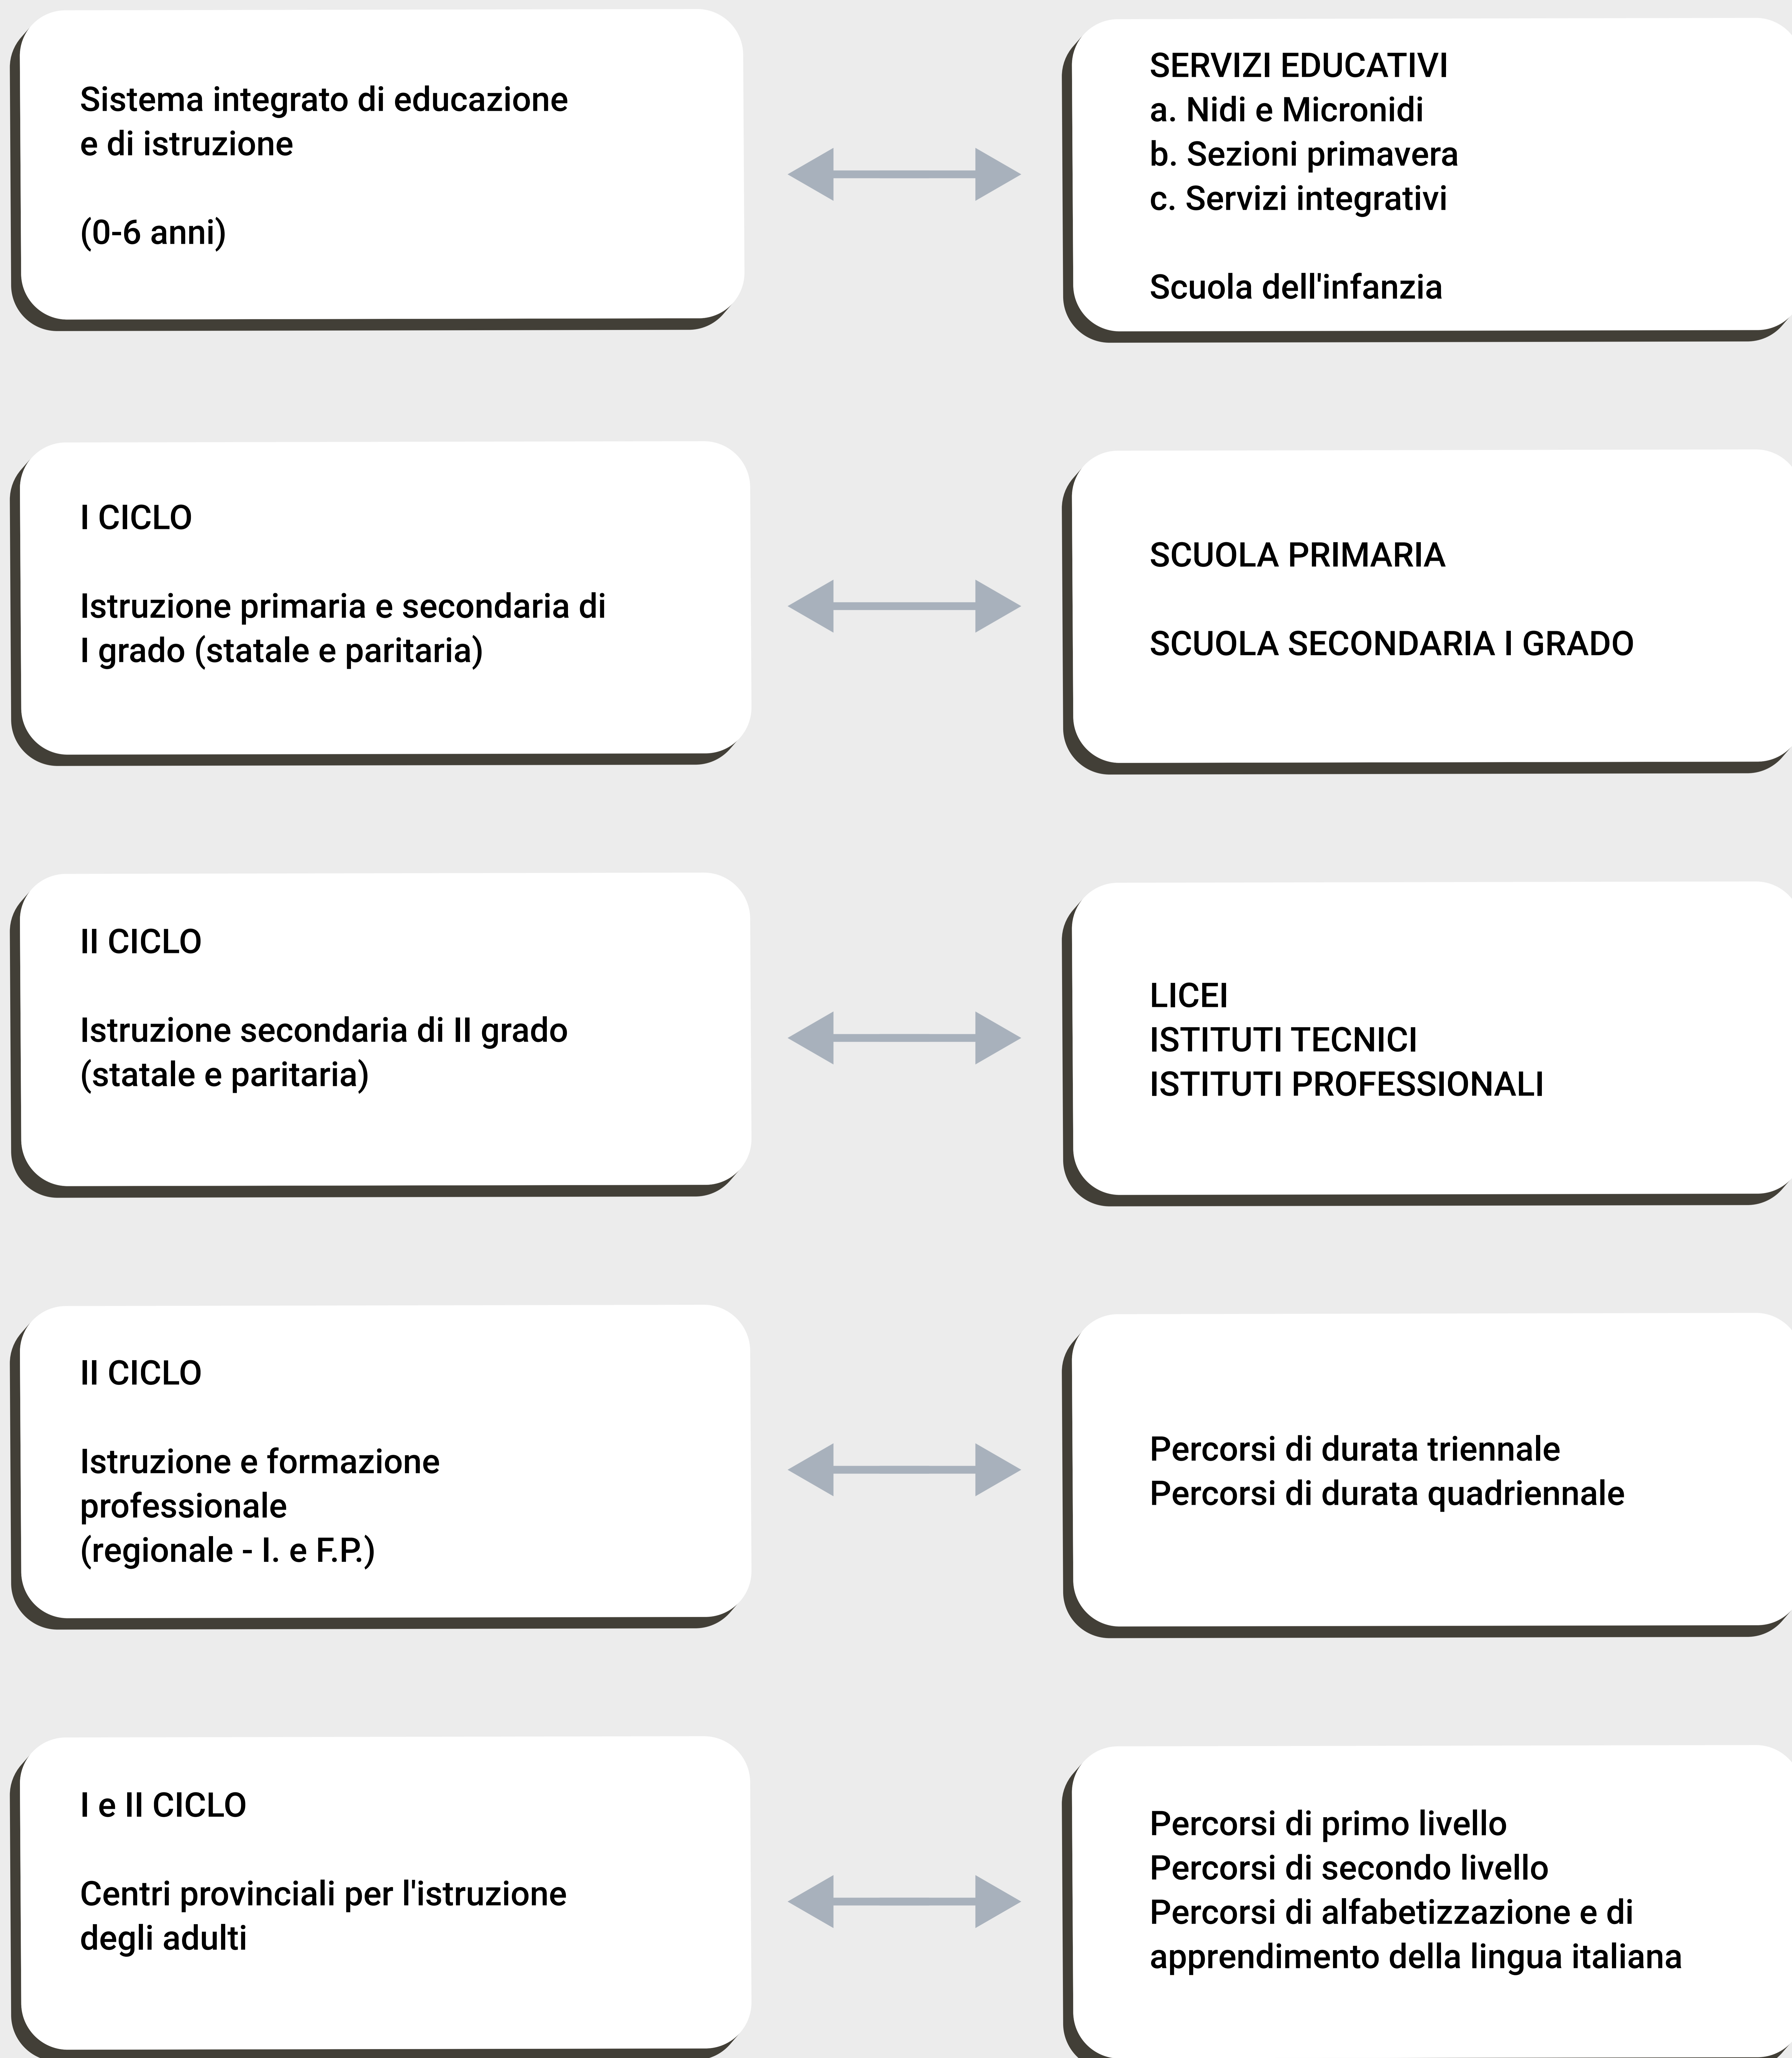 Sistema integrato di educazione
e di istruzione
(0-6 anni)
SERVIZI EDUCATIVI
a. Nidi e Micronidi
b. Sezioni primavera
c. Servizi integrativi
Scuola dell'infanzia
I CICLO
Istruzione primaria e secondaria di
I grado (statale e paritaria)
SCUOLA PRIMARIA
SCUOLA SECONDARIA I GRADO
II CICLO
Istruzione secondaria di II grado
(statale e paritaria)
LICEI
ISTITUTI TECNICI
ISTITUTI PROFESSIONALI
II CICLO
Istruzione e formazione
professionale
(regionale - I. e F.P.)
Percorsi di durata triennale
Percorsi di durata quadriennale
I e II CICLO
Centri provinciali per l'istruzione
degli adulti
Percorsi di primo livello
Percorsi di secondo livello
Percorsi di alfabetizzazione e di
apprendimento della lingua italiana